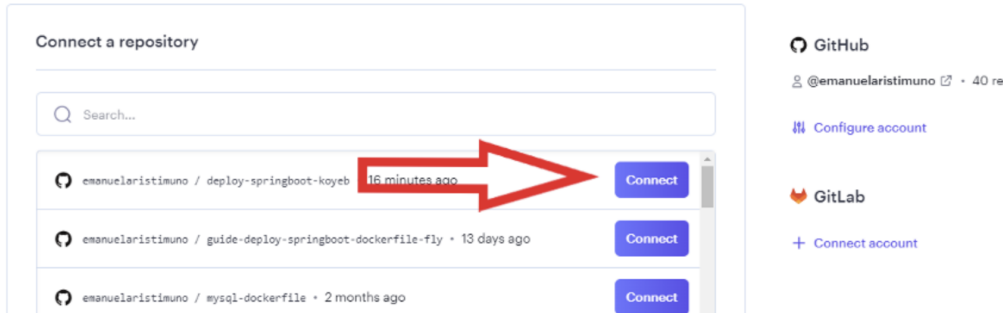 Connect a repository
Search...
emanuelaristimuno / deploy-springboot-koyeb 16 minutes ago Connect
emanuelaristimuno / guide-deploy-springboot-dockerfile-fly • 13 days ago Connect
emanuelaristimuno / mysql-dockerfile • 2 months ago Connect
GitHub
@emanuelaristimuno • 40 re
Configure account
GitLab
+ Connect account